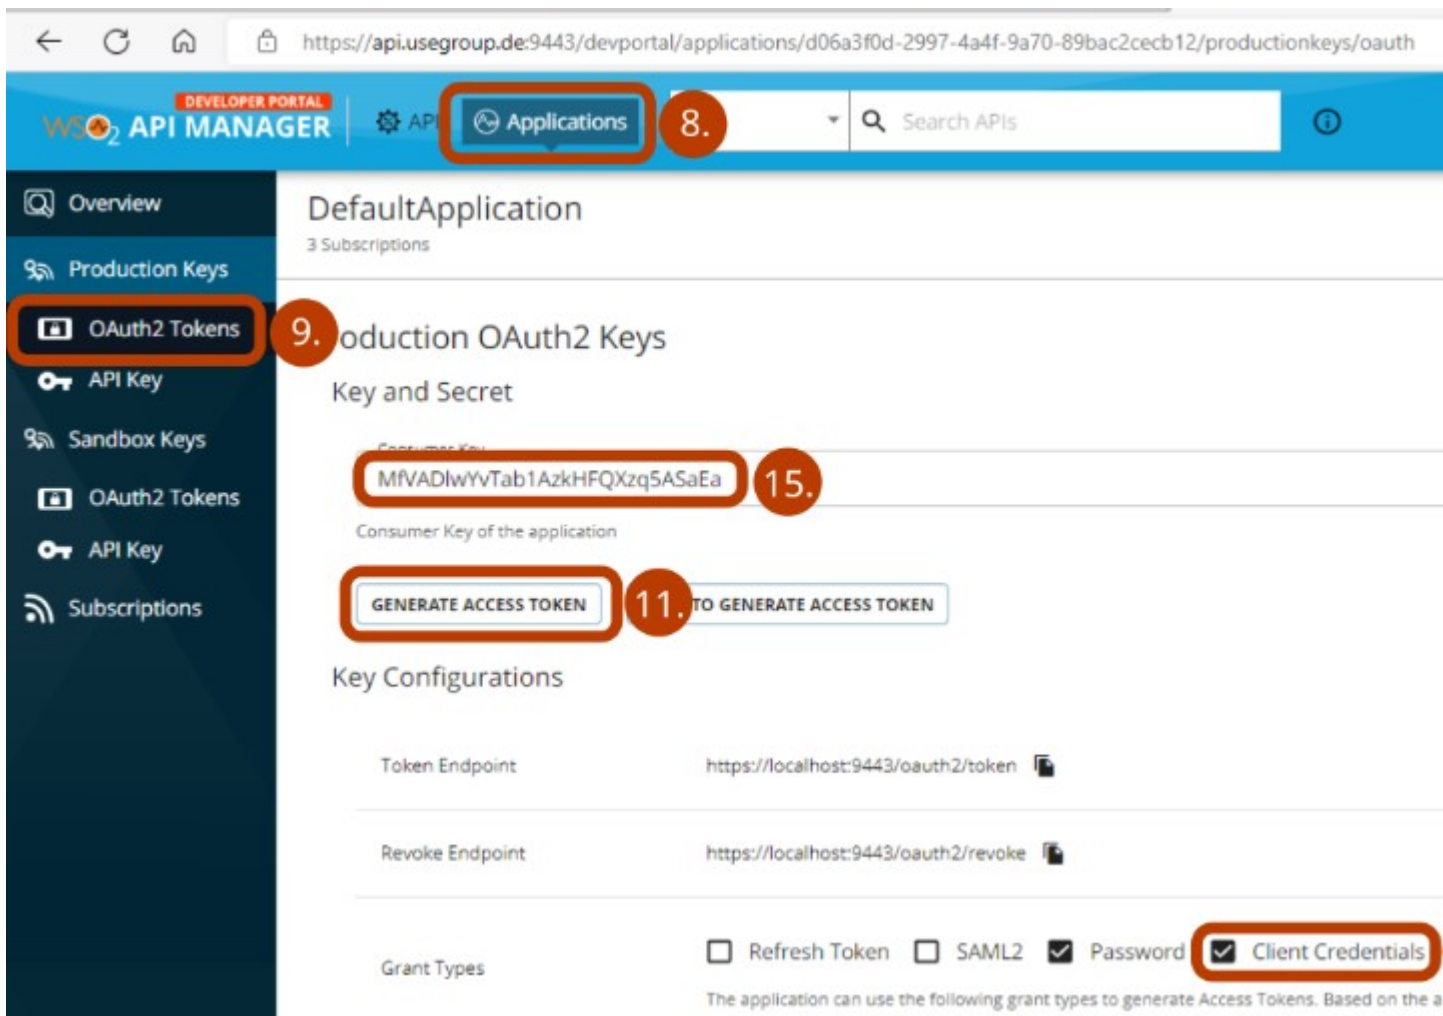 https://api.usegroup.de:9443/devportal/applications/d06a3f0d-2997-4a4f-9a70-89bac2cecb12/productionkeys/oauth
DEVELOPER PORTAL
WSO2 API MANAGER
API
Applications
8.
Search APIs
Overview
DefaultApplication
3 Subscriptions
Production Keys
OAuth2 Tokens
9.
oduction OAuth2 Keys
API Key
Key and Secret
Sandbox Keys
Consumer Key
MfVADlwYvTab1AzkHFQXzq5ASaEa
15.
OAuth2 Tokens
Consumer Key of the application
API Key
GENERATE ACCESS TOKEN
11.
TO GENERATE ACCESS TOKEN
Subscriptions
Key Configurations
Token Endpoint
https://localhost:9443/oauth2/token
Revoke Endpoint
https://localhost:9443/oauth2/revoke
Grant Types
Refresh Token
SAML2
Password
Client Credentials
The application can use the following grant types to generate Access Tokens. Based on the a